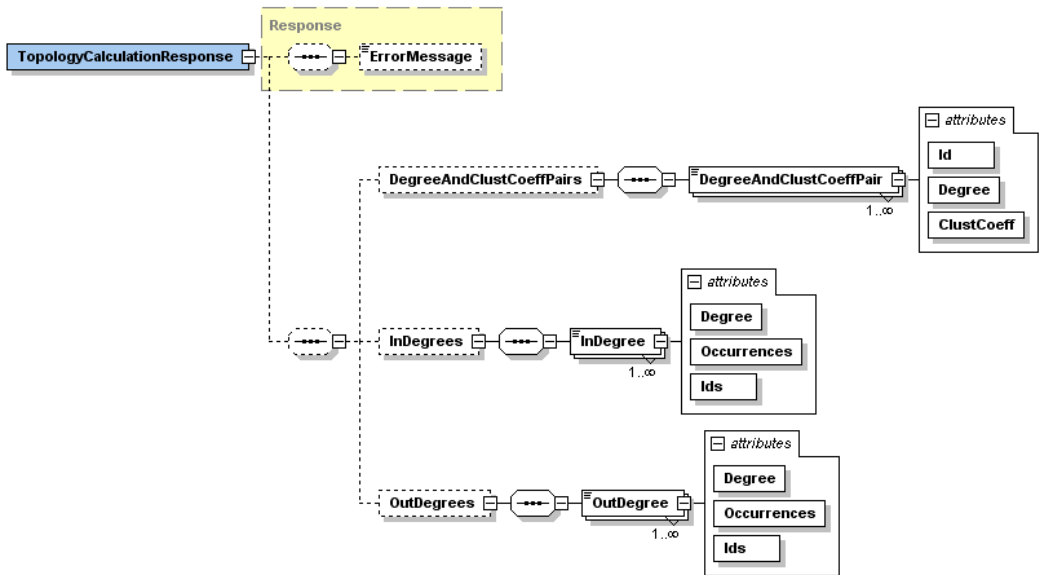 Response
TopologyCalculationResponse
ErrorMessage
attributes
Id
DegreeAndClustCoeffPairs
DegreeAndClustCoeffPair
Degree
1..∞
ClustCoeff
attributes
Degree
InDegrees
InDegree
Occurrences
1..∞
Ids
attributes
Degree
OutDegrees
OutDegree
Occurrences
1..∞
Ids